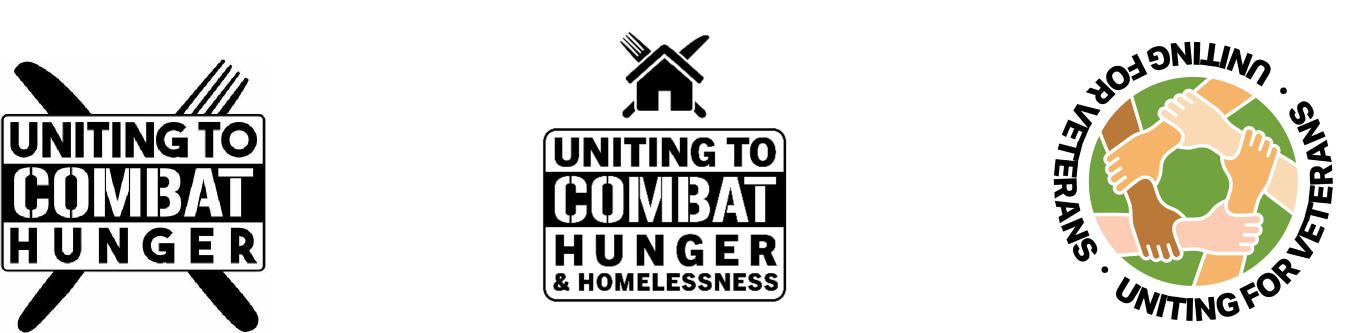 UNITING TO
COMBAT
HUNGER
UNITING TO
COMBAT
HUNGER
& HOMELESSNESS
UNITING FOR VETERANS ·
UNITING FOR VETERANS ·